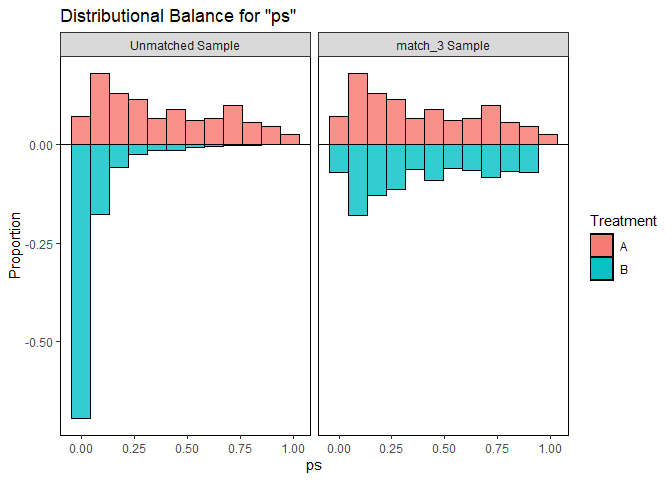 Distributional Balance for "ps"
Unmatched Sample
match_3 Sample
0.00
-0.25
-0.50
Proportion
0.00 0.25 0.50 0.75 1.00
0.00 0.25 0.50 0.75 1.00
ps
Treatment
A
B